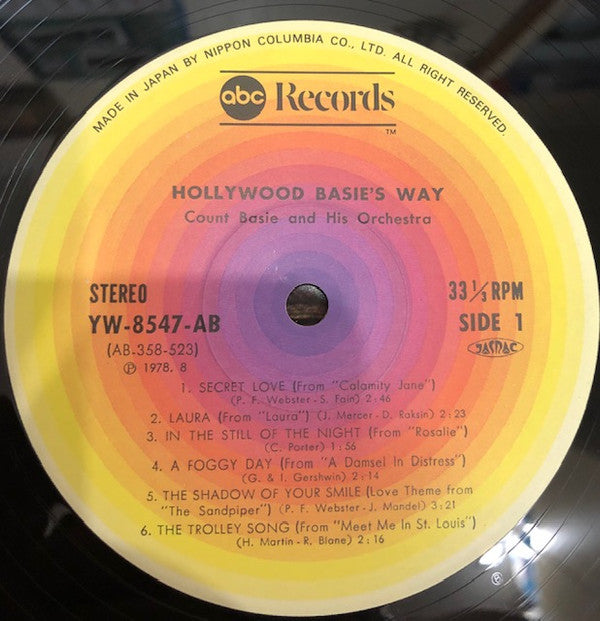 MADE IN JAPAN BY NIPPON COLUMBIA CO., LTD. ALL RIGHT RESERVED.
abc Records
TM
HOLLYWOOD BASIE'S WAY
Count Basie and His Orchestra
STEREO
33 1/3 RPM
YW-8547-AB
SIDE 1
(AB-358-523)
JASRAC
Ⓟ 1978. 8
1. SECRET LOVE (From "Calamity Jane")
(P. F. Webster - S. Fain) 2:46
2. LAURA (From "Laura") (J. Mercer - D. Raksin) 2:23
3. IN THE STILL OF THE NIGHT (From "Rosalie")
(C. Porter) 1:56
4. A FOGGY DAY (From "A Damsel In Distress")
(G. & I. Gershwin) 2:14
5. THE SHADOW OF YOUR SMILE (Love Theme from
"The Sandpiper") (P. F. Webster - J. Mandel) 3:21
6. THE TROLLEY SONG (From "Meet Me In St. Louis")
(H. Martin - R. Blane) 2:16
®